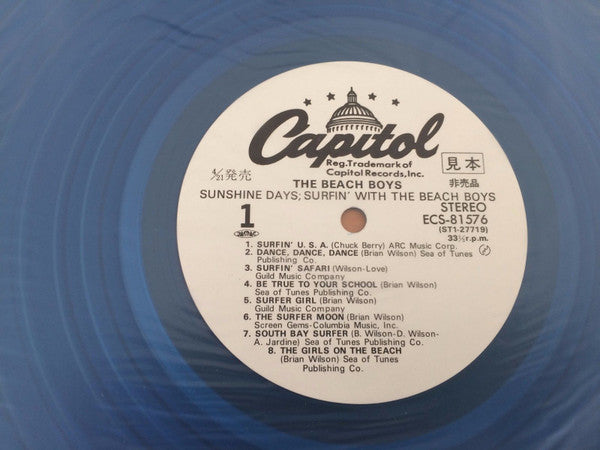 Capitol
Reg. Trademark of
Capitol Records, Inc.
見本
非売品
6/21発売
THE BEACH BOYS
SUNSHINE DAYS; SURFIN' WITH THE BEACH BOYS
1
STEREO
ECS-81576
(ST1-27719)
33⅓r.p.m.
1. SURFIN' U. S. A. (Chuck Berry) ARC Music Corp.
2. DANCE, DANCE, DANCE (Brian Wilson) Sea of Tunes
Publishing Co.
3. SURFIN' SAFARI (Wilson-Love)
Guild Music Company
4. BE TRUE TO YOUR SCHOOL (Brian Wilson)
Sea of Tunes Publishing Co.
5. SURFER GIRL (Brian Wilson)
Guild Music Company
6. THE SURFER MOON (Brian Wilson)
Screen Gems-Columbia Music, Inc.
7. SOUTH BAY SURFER (B. Wilson-D. Wilson-
A. Jardine) Sea of Tunes Publishing Co.
8. THE GIRLS ON THE BEACH
(Brian Wilson) Sea of Tunes
Publishing Co.